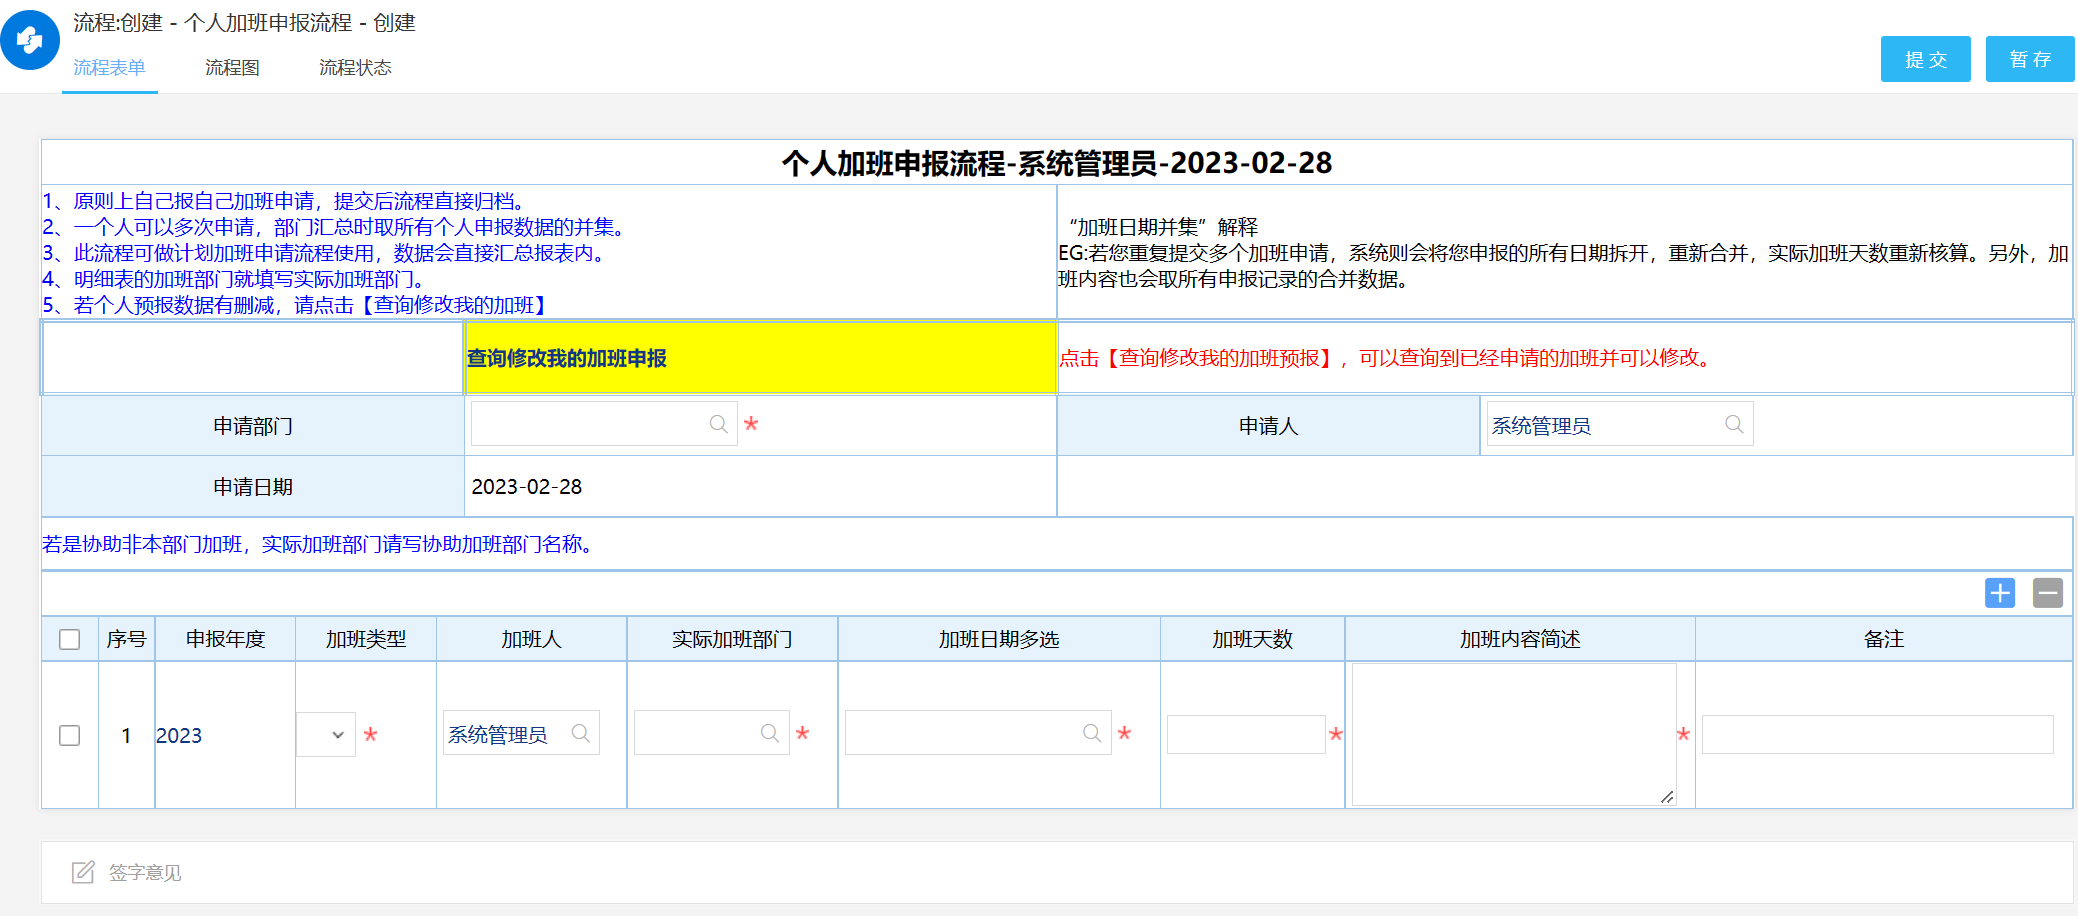 流程:创建 - 个人加班申报流程 - 创建
流程表单
流程图
流程状态
提 交
暂 存
个人加班申报流程-系统管理员-2023-02-28
1、原则上自己报自己加班申请，提交后流程直接归档。
2、一个人可以多次申请，部门汇总时取所有个人申报数据的并集。
3、此流程可做计划加班申请流程使用，数据会直接汇总报表内。
4、明细表的加班部门就填写实际加班部门。
5、若个人预报数据有删减，请点击【查询修改我的加班】
“加班日期并集”解释
EG:若您重复提交多个加班申请，系统则会将您申报的所有日期拆开，重新合并，实际加班天数重新核算。另外，加
班内容也会取所有申报记录的合并数据。
查询修改我的加班申报
点击【查询修改我的加班预报】，可以查询到已经申请的加班并可以修改。
申请部门
*
申请人
系统管理员
申请日期
2023-02-28
若是协助非本部门加班，实际加班部门请写协助加班部门名称。
序号
申报年度
加班类型
加班人
实际加班部门
加班日期多选
加班天数
加班内容简述
备注
1
2023
*
系统管理员
*
*
*
*
签字意见